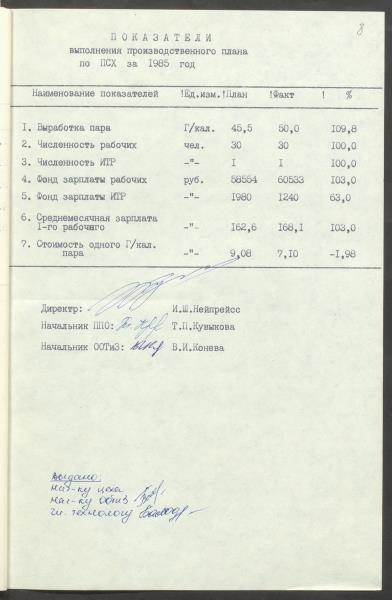 8
ПОКАЗАТЕЛИ
выполнения производственного плана
по ПСХ за I985 год
Наименование показателей !Ед.изм.!План !Факт ! %
I. Выработка пара Г/кал. 45,5 50,0 I09,8
2. Численность рабочих чел. 30 30 I00,0
3. Численность ИТР -"- I I I00,0
4. Фонд зарплаты рабочих руб. 58554 60533 I03,0
5. Фонд зарплаты ИТР -"- I980 I240 63,0
6. Среднемесячная зарплата
I-го рабочего -"- I62,6 I68,I I03,0
7. Стоимость одного Г/кал.
пара -"- 9,08 7,I0 -I,98
Директр: И.Ш.Нейпрейсс
Начальник ППО: Т.П.Кувыкова
Начальник ООТиЗ: В.И.Конева
Выдано:
нач-ку цеха
нач-ку ООТиЗ
гл. технологу